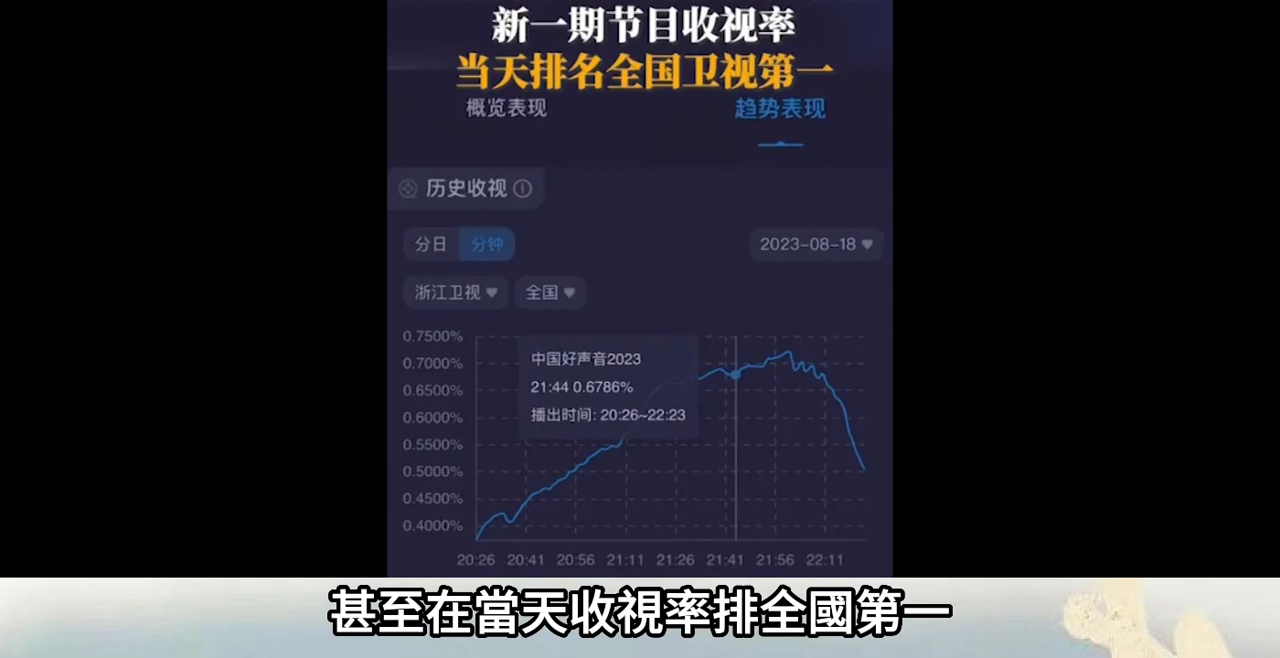 新一期节目收视率
当天排名全国卫视第一
概览表现 趋势表现
历史收视
分日 分钟 2023-08-18
浙江卫视 全国
0.7500%
0.7000%
0.6500%
0.6000%
0.5500%
0.5000%
0.4500%
0.4000%
中国好声音2023
21:44 0.6786%
播出时间: 20:26~22:23
20:26 20:41 20:56 21:11 21:26 21:41 21:56 22:11
甚至在當天收視率排全國第一